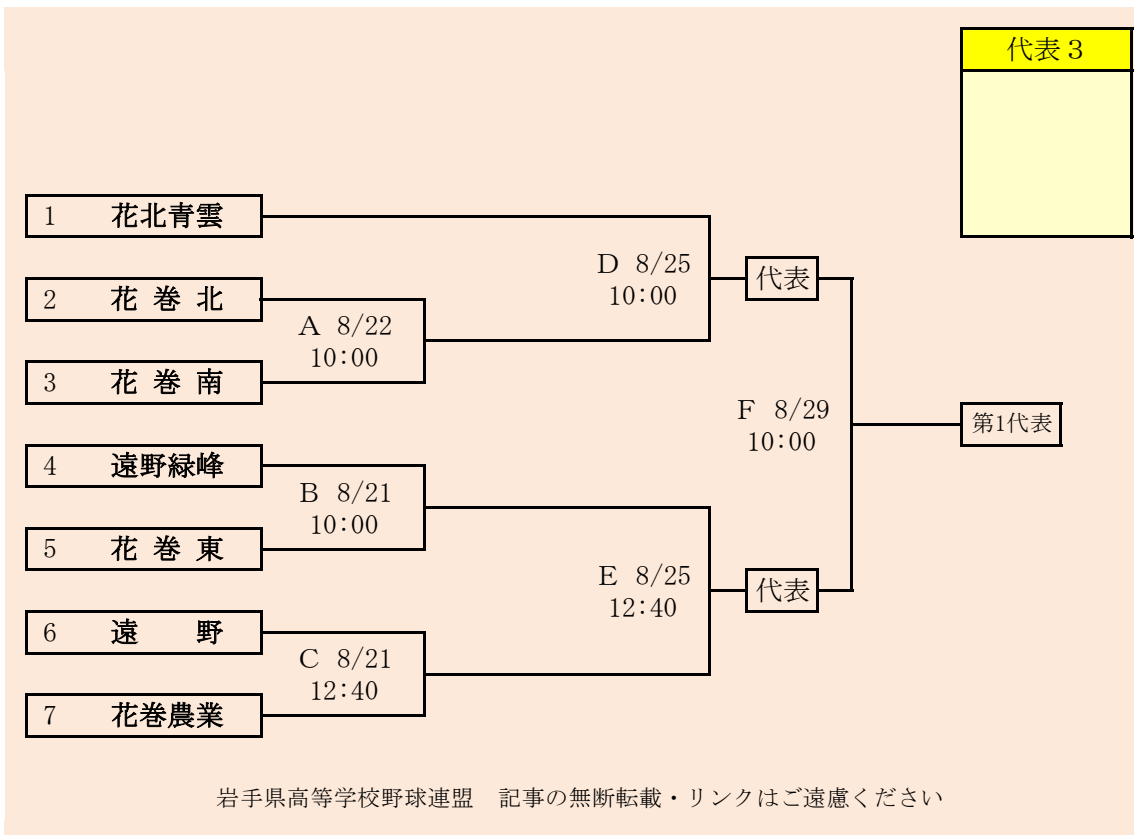 代表３
1 花北青雲
2 花 巻 北
3 花 巻 南
4 遠野緑峰
5 花 巻 東
6 遠 野
7 花巻農業
A 8/22
10:00
B 8/21
10:00
C 8/21
12:40
D 8/25
10:00
E 8/25
12:40
代表
代表
F 8/29
10:00
第1代表
岩手県高等学校野球連盟 記事の無断転載・リンクはご遠慮ください